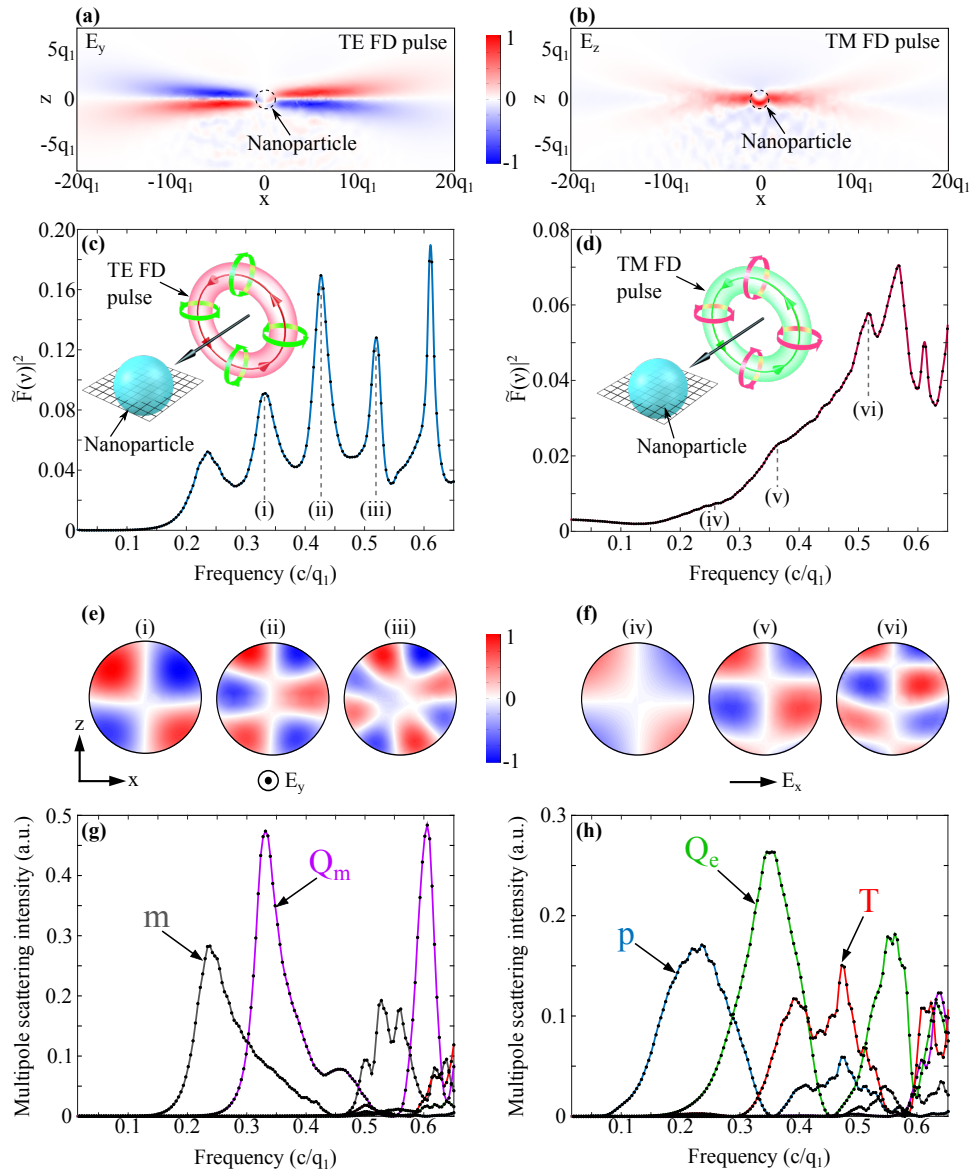 (a)
E_y
TE FD pulse
5q₁
z 0
-5q₁
Nanoparticle
-20q₁ -10q₁ 0 10q₁ 20q₁
x
1
0
-1
(b)
E_z
TM FD pulse
5q₁
z 0
-5q₁
Nanoparticle
-20q₁ -10q₁ 0 10q₁ 20q₁
x
(c)
TE FD
pulse
Nanoparticle
(i) (ii) (iii)
F̃(ν)|²
0.20
0.16
0.12
0.08
0.04
0
0.1 0.2 0.3 0.4 0.5 0.6
Frequency (c/q₁)
(d)
TM FD
pulse
Nanoparticle
(iv) (v) (vi)
F̃(ν)|²
0.08
0.06
0.04
0.02
0
0.1 0.2 0.3 0.4 0.5 0.6
Frequency (c/q₁)
(e)
(i) (ii) (iii)
z
x
E_y
1
0
-1
(f)
(iv) (v) (vi)
E_x
(g)
m
Q_m
Multipole scattering intensity (a.u.)
0.5
0.4
0.3
0.2
0.1
0
0.1 0.2 0.3 0.4 0.5 0.6
Frequency (c/q₁)
(h)
p
Q_e
T
Multipole scattering intensity (a.u.)
0.3
0.2
0.1
0
0.1 0.2 0.3 0.4 0.5 0.6
Frequency (c/q₁)